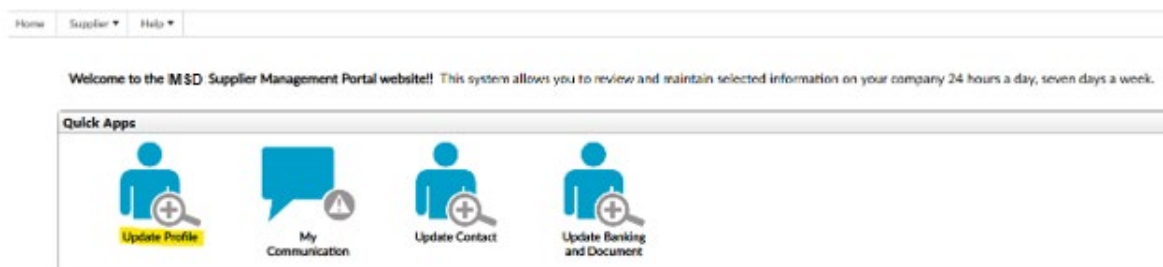 Home Supplier ▼ Help ▼
Welcome to the MSD Supplier Management Portal website!! This system allows you to review and maintain selected information on your company 24 hours a day, seven days a week.
Quick Apps
Update Profile
My
Communication
Update Contact
Update Banking
and Document